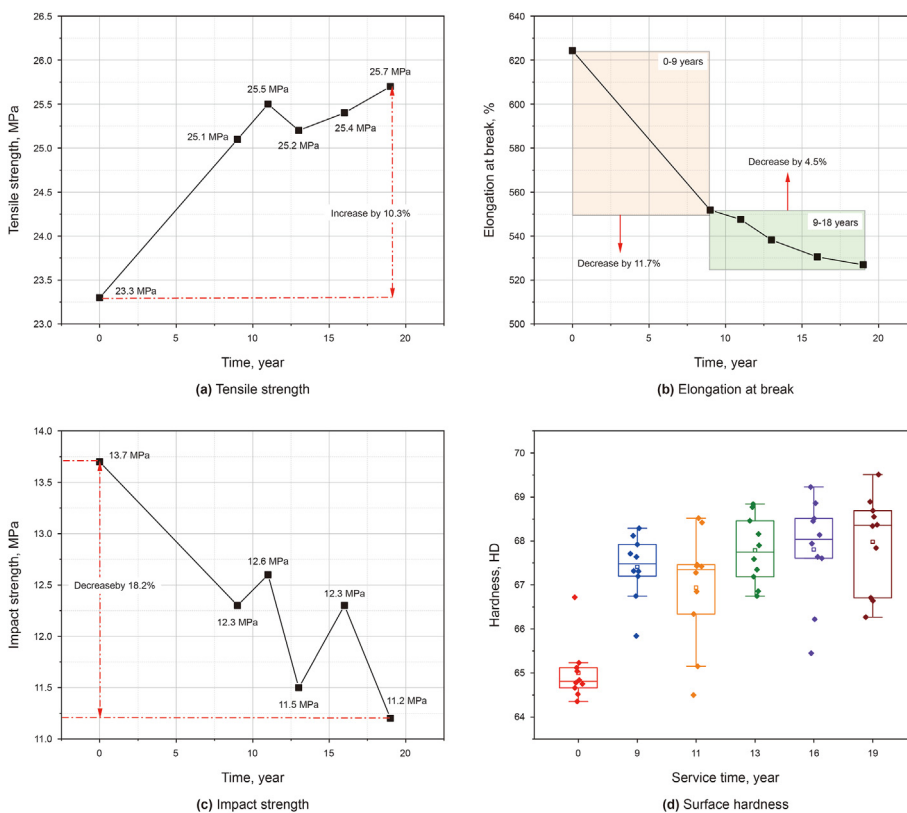 26.5
26.0
25.5
25.0
24.5
24.0
23.5
23.0
Tensile strength, MPa
25.7 MPa
25.5 MPa
25.1 MPa
25.4 MPa
25.2 MPa
Increase by 10.3%
23.3 MPa
0 5 10 15 20
Time, year
(a) Tensile strength
640
620
600
580
560
540
520
500
Elongation at break, %
0-9 years
Decrease by 4.5%
9-18 years
Decrease by 11.7%
0 5 10 15 20
Time, year
(b) Elongation at break
14.0
13.5
13.0
12.5
12.0
11.5
11.0
Impact strength, MPa
13.7 MPa
Decreaseby 18.2%
12.6 MPa
12.3 MPa
12.3 MPa
11.5 MPa
11.2 MPa
0 5 10 15 20
Time, year
(c) Impact strength
70
69
68
67
66
65
64
Hardness, HD
0 9 11 13 16 19
Service time, year
(d) Surface hardness